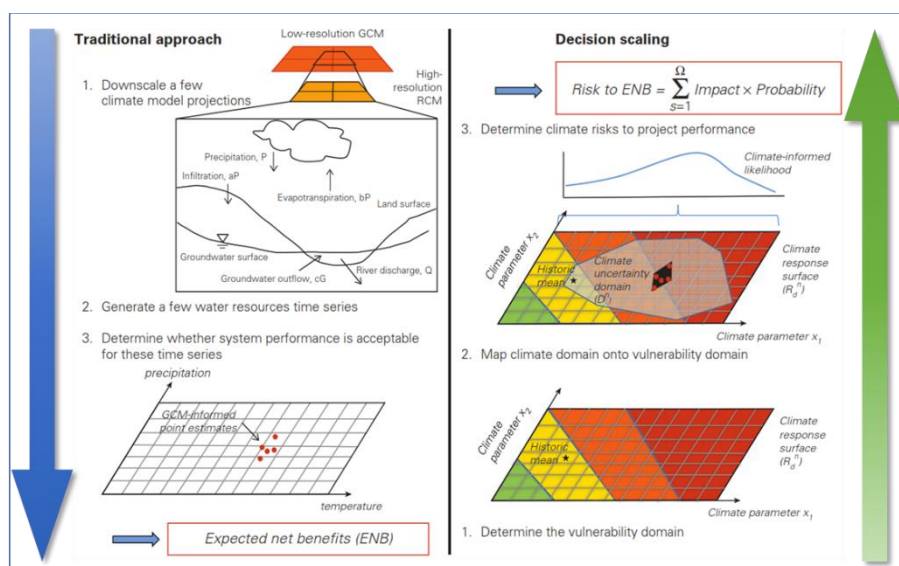 Traditional approach
Low-resolution GCM
High-
resolution
RCM
1. Downscale a few
climate model projections
Precipitation, P
Infiltration, aP
Evapotranspiration, bP
Land surface
Groundwater surface
Groundwater outflow, cG
River discharge, Q
2. Generate a few water resources time series
3. Determine whether system performance is acceptable
for these time series
precipitation
GCM-informed
point estimates
temperature
Expected net benefits (ENB)
Decision scaling
Risk to ENB = Ω ∑ s=1 Impact × Probability
3. Determine climate risks to project performance
Climate-informed
likelihood
Climate
parameter x₂
Historic
mean ★
Climate
uncertainty
domain
(Dⁿ)
Climate
response
surface
(R_d^n)
Climate parameter x₁
2. Map climate domain onto vulnerability domain
Climate
parameter x₂
Historic
mean ★
Climate
response
surface
(R_d^n)
Climate parameter x₁
1. Determine the vulnerability domain